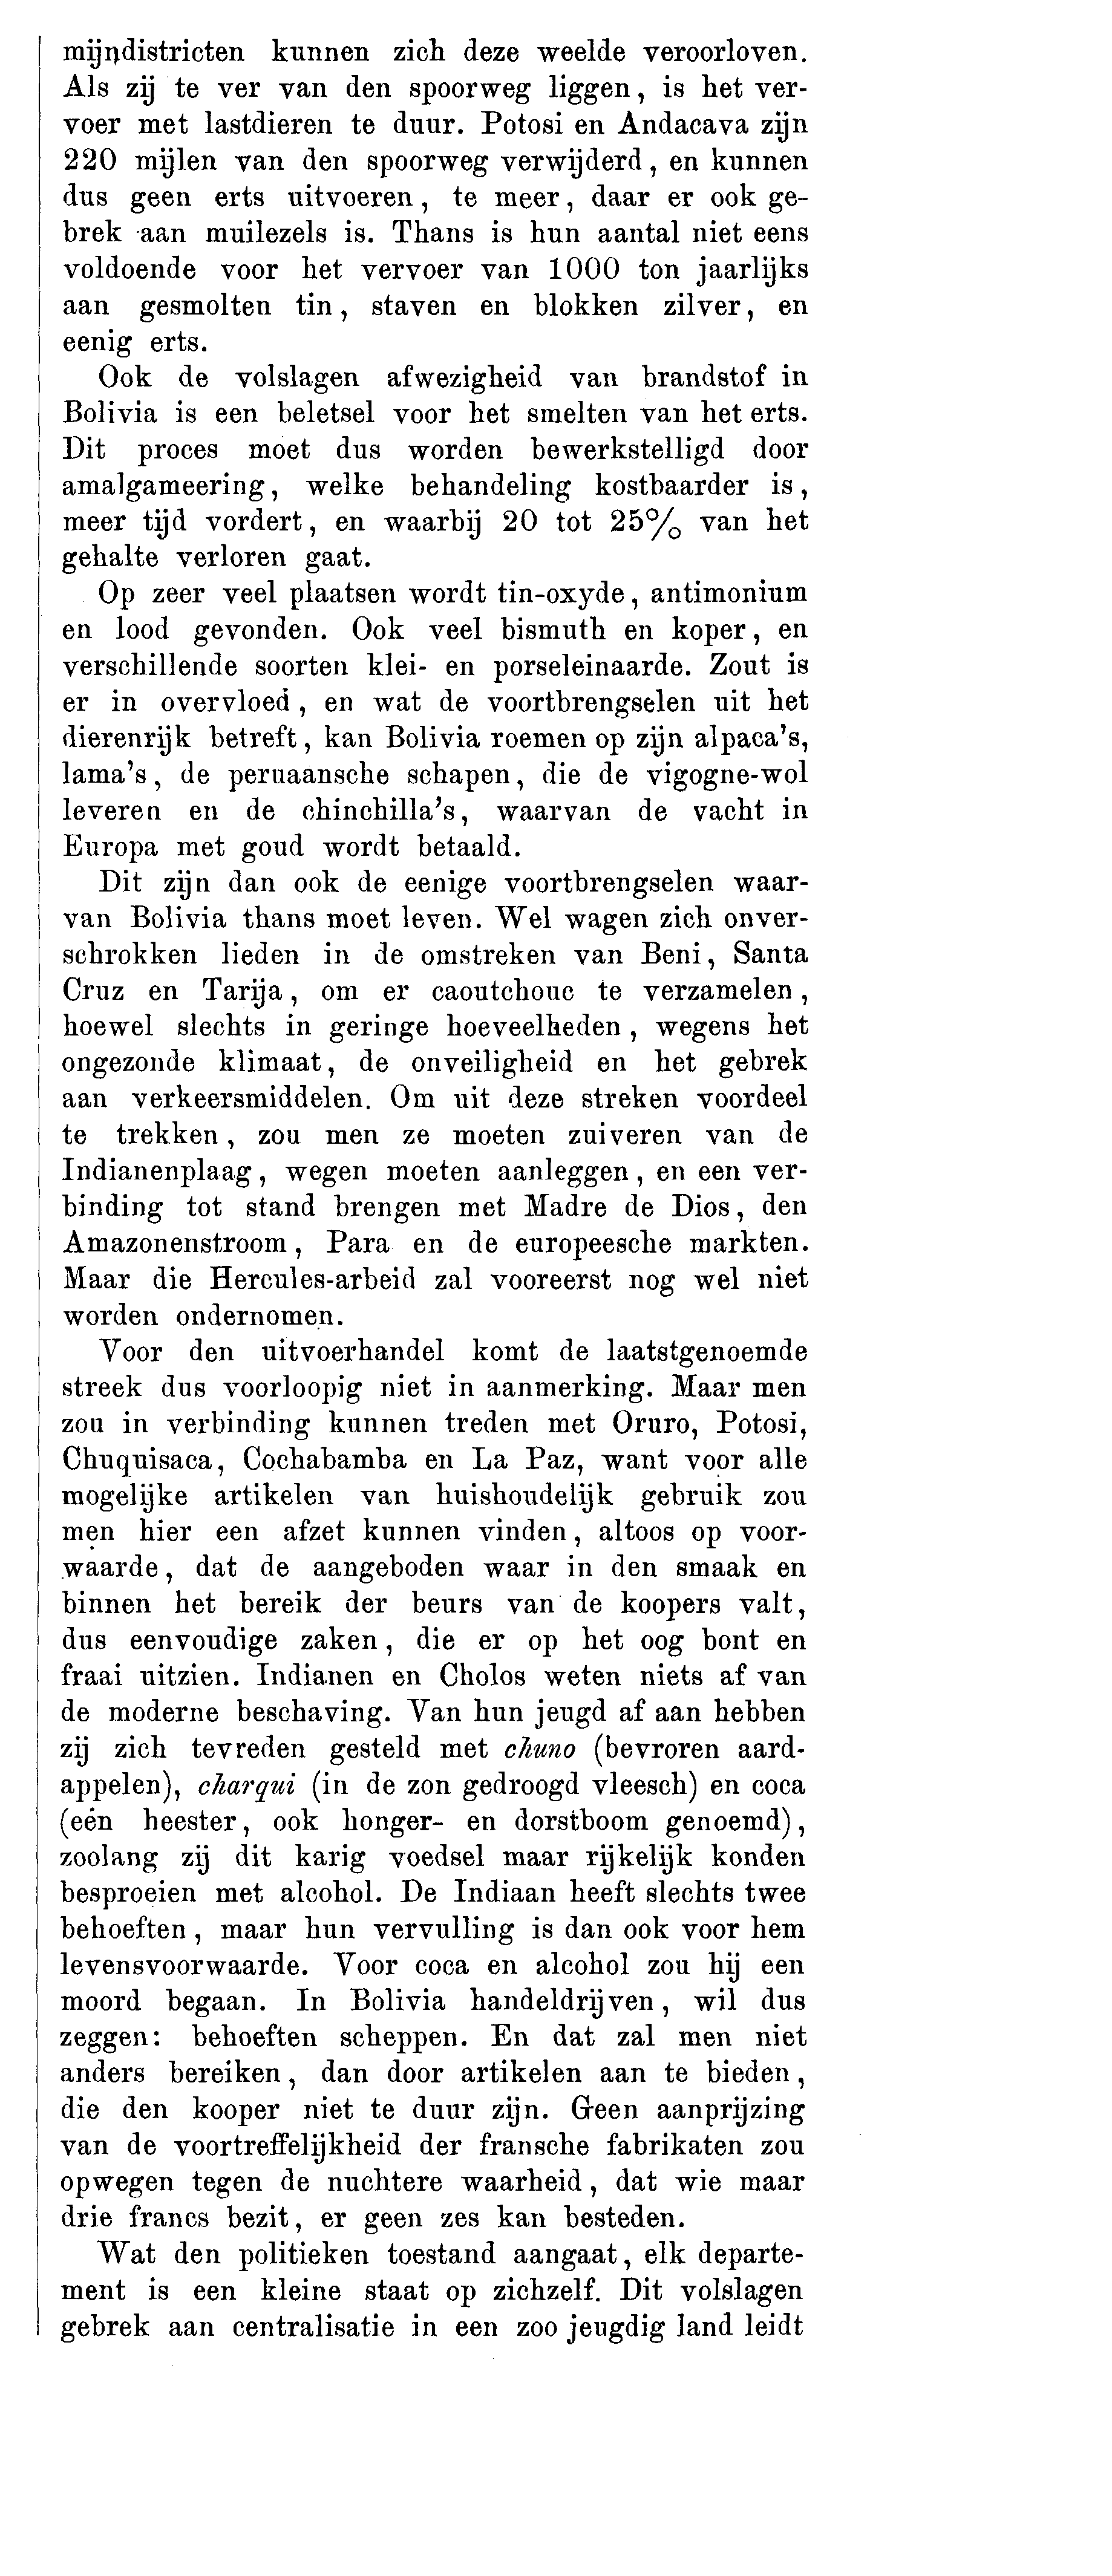 mijndistricten kunnen zich deze weelde veroorloven.
Als zij te ver van den spoorweg liggen, is het ver-
voer met lastdieren te duur. Potosi en Andacava zijn
220 mijlen van den spoorweg verwijderd, en kunnen
dus geen erts uitvoeren, te meer, daar er ook ge-
brek aan muilezels is. Thans is hun aantal niet eens
voldoende voor het vervoer van 1000 ton jaarlijks
aan gesmolten tin, staven en blokken zilver, en
eenig erts.
Ook de volslagen afwezigheid van brandstof in
Bolivia is een beletsel voor het smelten van het erts.
Dit proces moet dus worden bewerkstelligd door
amalgameering, welke behandeling kostbaarder is,
meer tijd vordert, en waarbij 20 tot 25% van het
gehalte verloren gaat.
Op zeer veel plaatsen wordt tin-oxyde, antimonium
en lood gevonden. Ook veel bismuth en koper, en
verschillende soorten klei- en porseleinaarde. Zout is
er in overvloed, en wat de voortbrengselen uit het
dierenrijk betreft, kan Bolivia roemen op zijn alpaca's,
lama's, de peruaansche schapen, die de vigogne-wol
leveren en de chinchilla's, waarvan de vacht in
Europa met goud wordt betaald.
Dit zijn dan ook de eenige voortbrengselen waar-
van Bolivia thans moet leven. Wel wagen zich onver-
schrokken lieden in de omstreken van Beni, Santa
Cruz en Tarija, om er caoutchouc te verzamelen,
hoewel slechts in geringe hoeveelheden, wegens het
ongezonde klimaat, de onveiligheid en het gebrek
aan verkeersmiddelen. Om uit deze streken voordeel
te trekken, zou men ze moeten zuiveren van de
Indianenplaag, wegen moeten aanleggen, en een ver-
binding tot stand brengen met Madre de Dios, den
Amazonenstroom, Para en de europeesche markten.
Maar die Hercules-arbeid zal vooreerst nog wel niet
worden ondernomen.
Voor den uitvoerhandel komt de laatstgenoemde
streek dus voorloopig niet in aanmerking. Maar men
zou in verbinding kunnen treden met Oruro, Potosi,
Chuquisaca, Cochabamba en La Paz, want voor alle
mogelijke artikelen van huishoudelijk gebruik zou
men hier een afzet kunnen vinden, altoos op voor-
waarde, dat de aangeboden waar in den smaak en
binnen het bereik der beurs van de koopers valt,
dus eenvoudige zaken, die er op het oog bont en
fraai uitzien. Indianen en Cholos weten niets af van
de moderne beschaving. Van hun jeugd af aan hebben
zij zich tevreden gesteld met chuno (bevroren aard-
appelen), charqui (in de zon gedroogd vleesch) en coca
(eén heester, ook honger- en dorstboom genoemd),
zoolang zij dit karig voedsel maar rijkelijk konden
besproeien met alcohol. De Indiaan heeft slechts twee
behoeften, maar hun vervulling is dan ook voor hem
levensvoorwaarde. Voor coca en alcohol zou hij een
moord begaan. In Bolivia handeldrijven, wil dus
zeggen: behoeften scheppen. En dat zal men niet
anders bereiken, dan door artikelen aan te bieden,
die den kooper niet te duur zijn. Geen aanprijzing
van de voortreffelijkheid der fransche fabrikaten zou
opwegen tegen de nuchtere waarheid, dat wie maar
drie francs bezit, er geen zes kan besteden.
Wat den politieken toestand aangaat, elk departe-
ment is een kleine staat op zichzelf. Dit volslagen
gebrek aan centralisatie in een zoo jeugdig land leidt